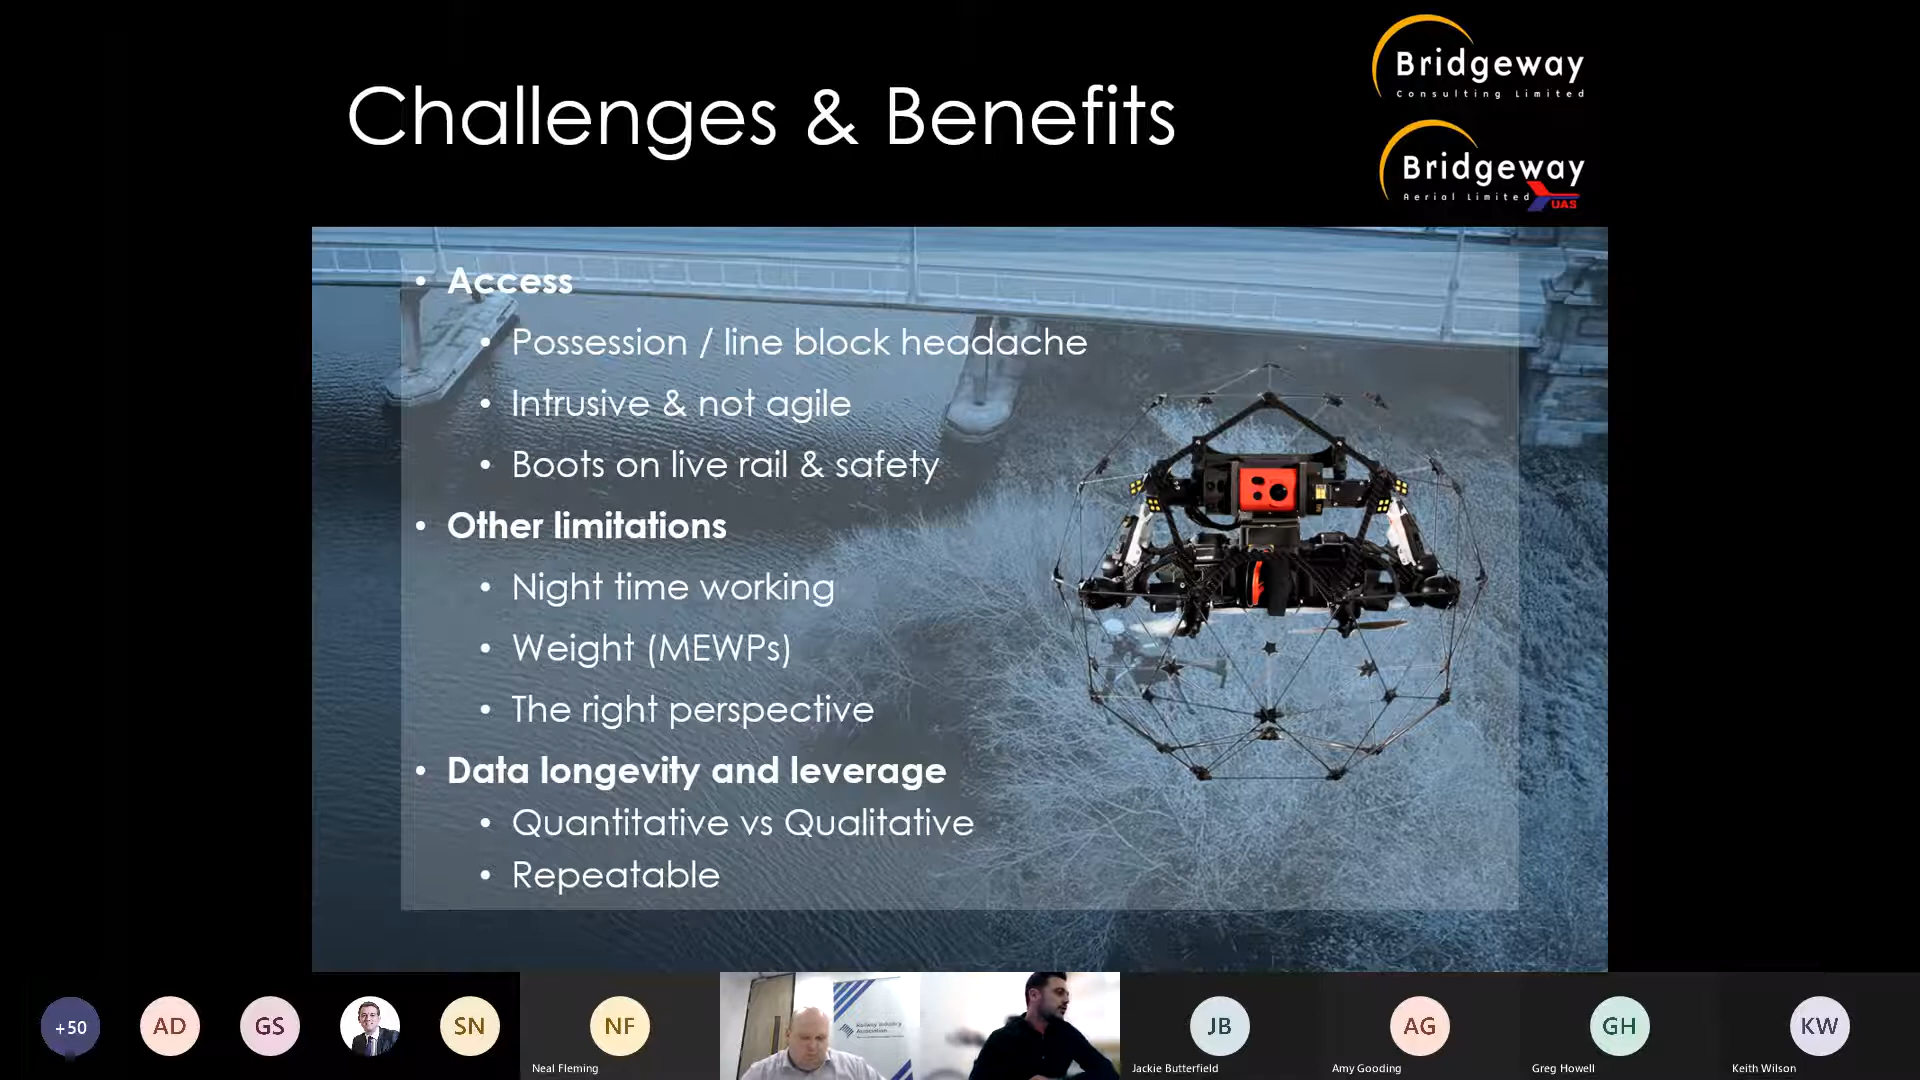 Challenges & Benefits
Bridgeway
Consulting Limited
Bridgeway
Aerial Limited
UAS
• Access
• Possession / line block headache
• Intrusive & not agile
• Boots on live rail & safety
• Other limitations
• Night time working
• Weight (MEWPs)
• The right perspective
• Data longevity and leverage
• Quantitative vs Qualitative
• Repeatable
+50
AD
GS
SN
NF
Neal Fleming
Railway Industry
Association
JB
Jackie Butterfield
AG
Amy Gooding
GH
Greg Howell
KW
Keith Wilson